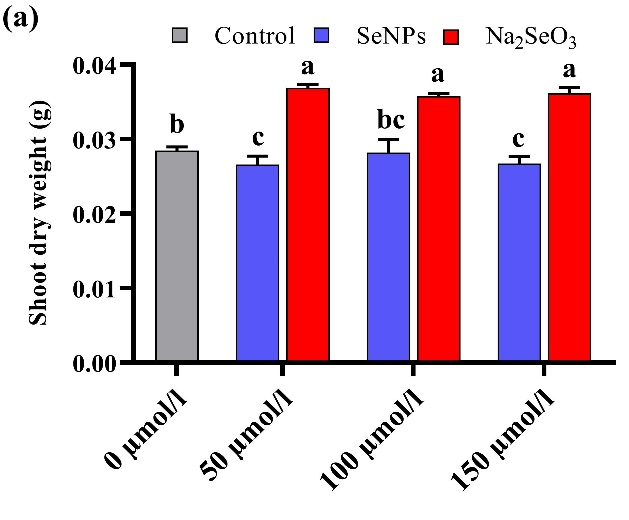 (a)
Control SeNPs Na₂SeO₃
Shoot dry weight (g)
0.04
0.03
0.02
0.01
0.00
b
c
a
bc
a
c
a
0 μmol/l
50 μmol/l
100 μmol/l
150 μmol/l